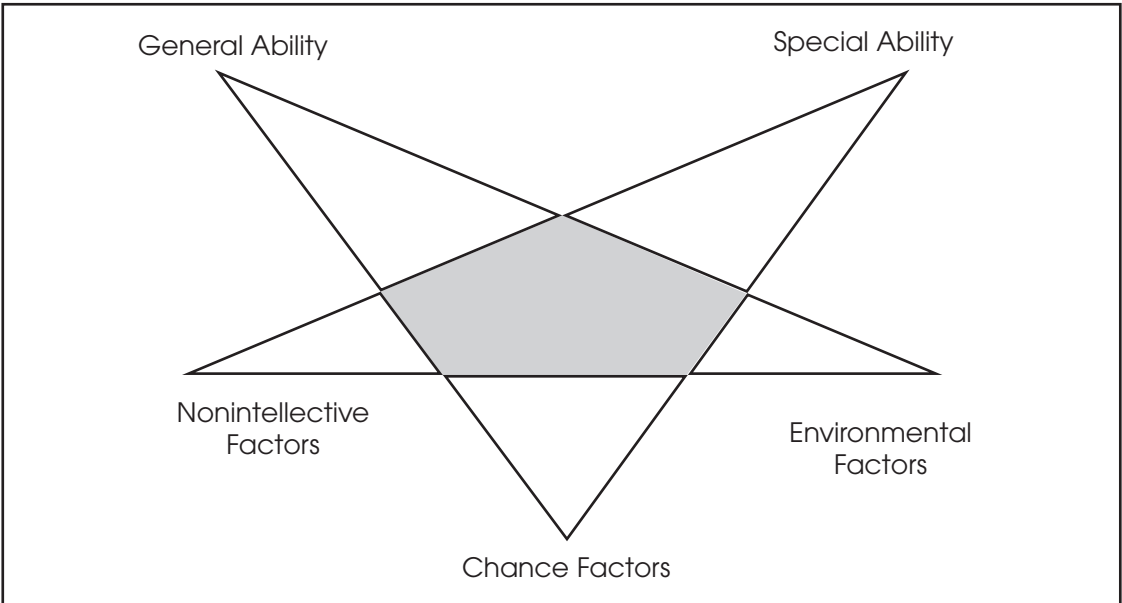 General Ability
Special Ability
Nonintellective
Factors
Environmental
Factors
Chance Factors